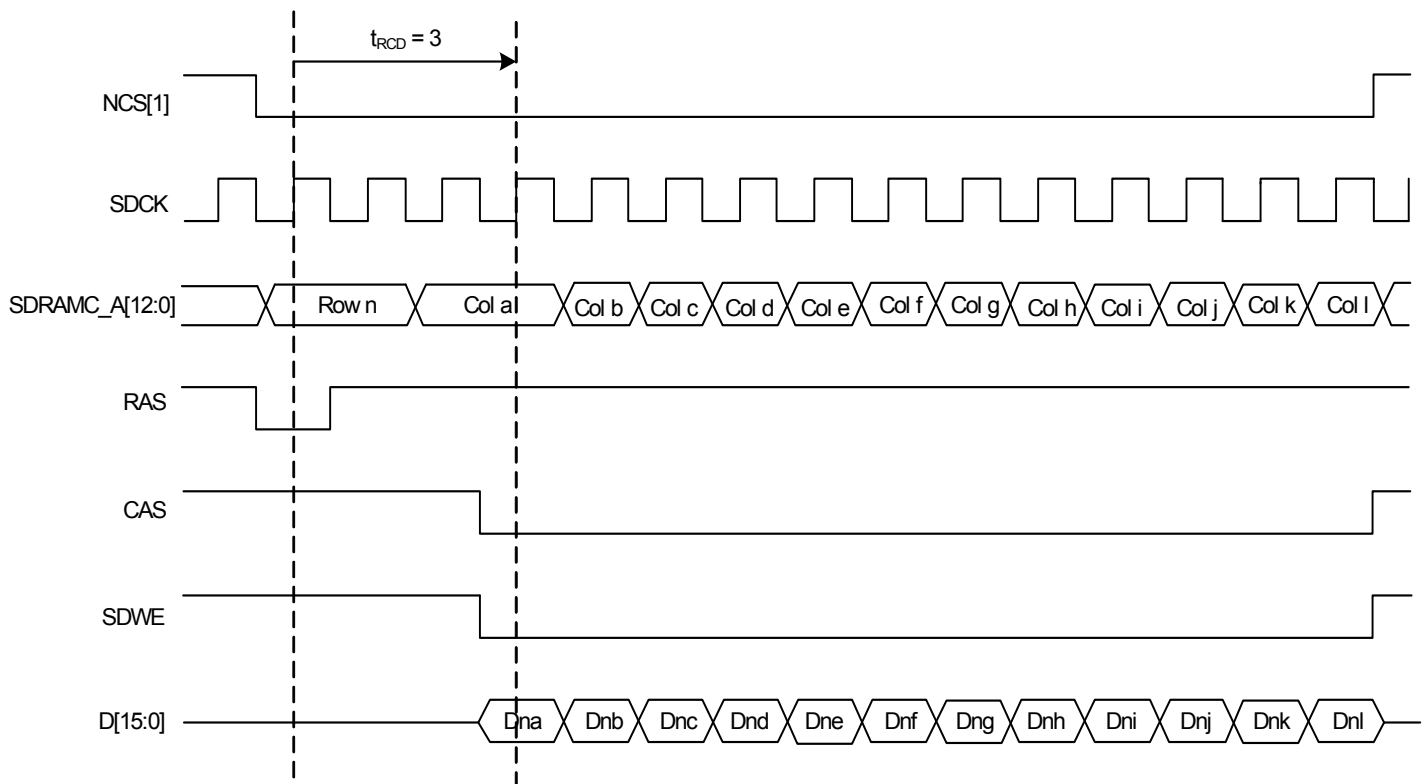 tRCD = 3
NCS[1]
SDCK
SDRAMC_A[12:0] Row n Col a Col b Col c Col d Col e Col f Col g Col h Col i Col j Col k Col l
RAS
CAS
SDWE
D[15:0] Dna Dnb Dnc Dnd Dne Dnf Dng Dnh Dni Dnj Dnk Dnl